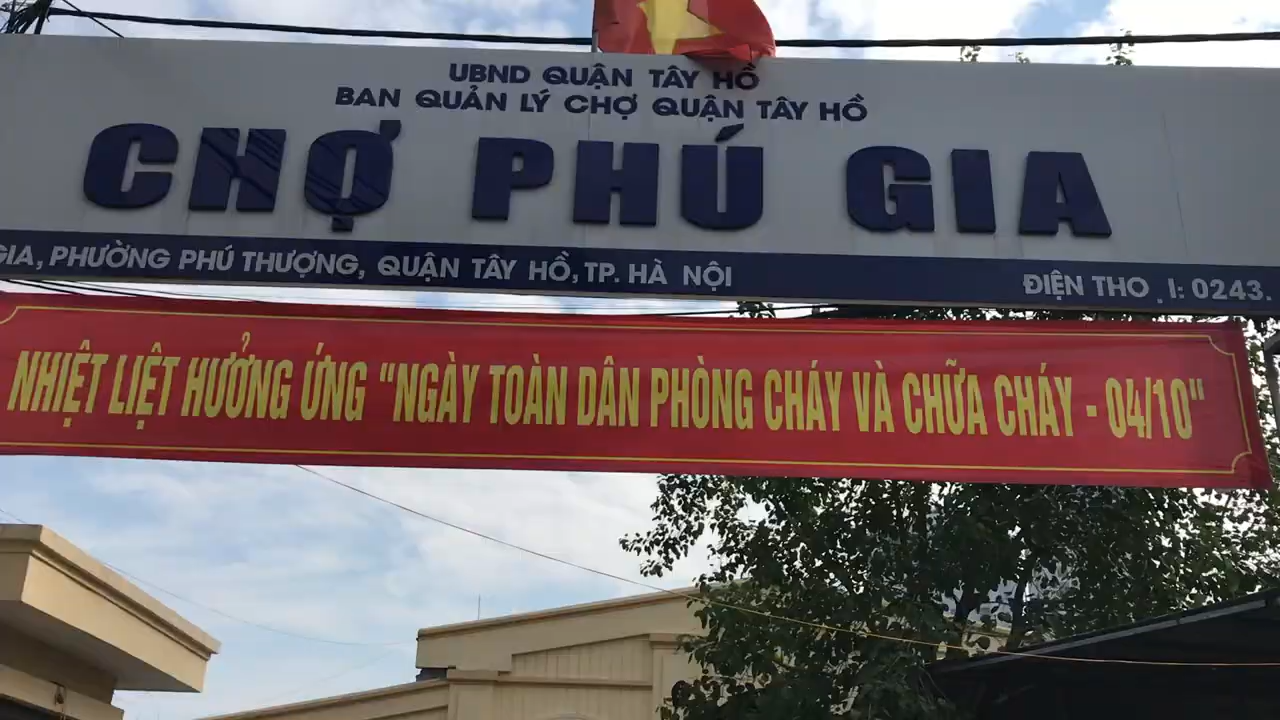 UBND QUẬN TÂY HỒ
BAN QUẢN LÝ CHỢ QUẬN TÂY HỒ
CHỢ PHÚ GIA
GIA, PHƯỜNG PHÚ THƯỢNG, QUẬN TÂY HỒ, TP. HÀ NỘI
ĐIỆN THO ̣I: 0243.
NHIỆT LIỆT HƯỞNG ỨNG "NGÀY TOÀN DÂN PHÒNG CHÁY VÀ CHỮA CHÁY - 04/10"